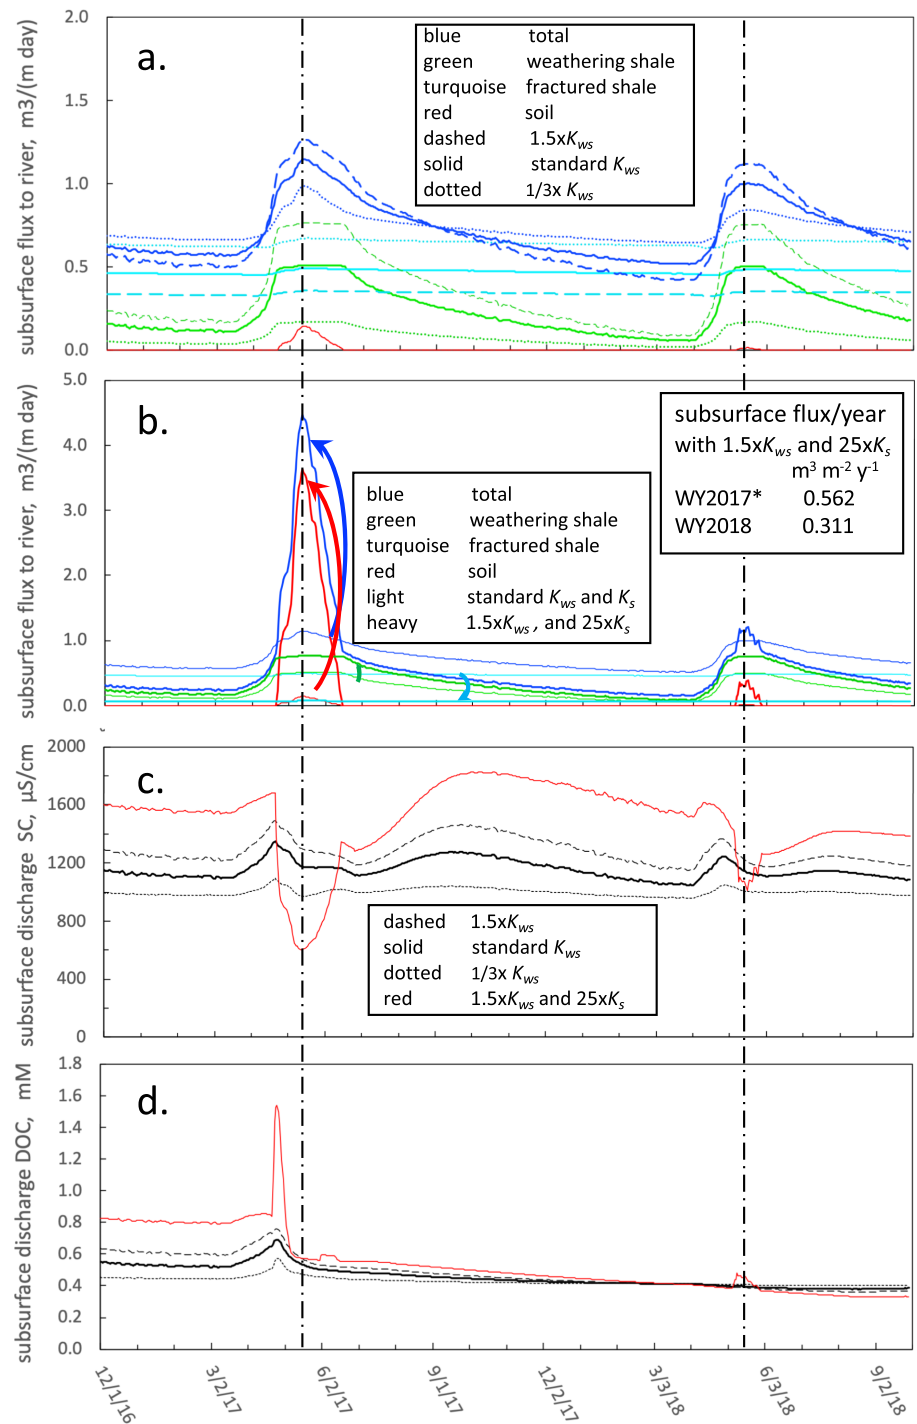 subsurface flux to river, m3/(m day)
2.0
1.5
1.0
0.5
0.0
a.
blue total
green weathering shale
turquoise fractured shale
red soil
dashed 1.5xKws
solid standard Kws
dotted 1/3x Kws
subsurface flux to river, m3/(m day)
5.0
4.0
3.0
2.0
1.0
0.0
b.
blue total
green weathering shale
turquoise fractured shale
red soil
light standard Kws and Ks
heavy 1.5xKws , and 25xKs
subsurface flux/year
with 1.5xKws and 25xKs
m3 m-2 y-1
WY2017* 0.562
WY2018 0.311
subsurface discharge SC, µS/cm
2000
1600
1200
800
400
0
c.
dashed 1.5xKws
solid standard Kws
dotted 1/3x Kws
red 1.5xKws and 25xKs
subsurface discharge DOC, mM
1.8
1.6
1.4
1.2
1.0
0.8
0.6
0.4
0.2
0.0
d.
12/1/16
3/2/17
6/2/17
9/1/17
12/2/17
3/3/18
6/3/18
9/2/18